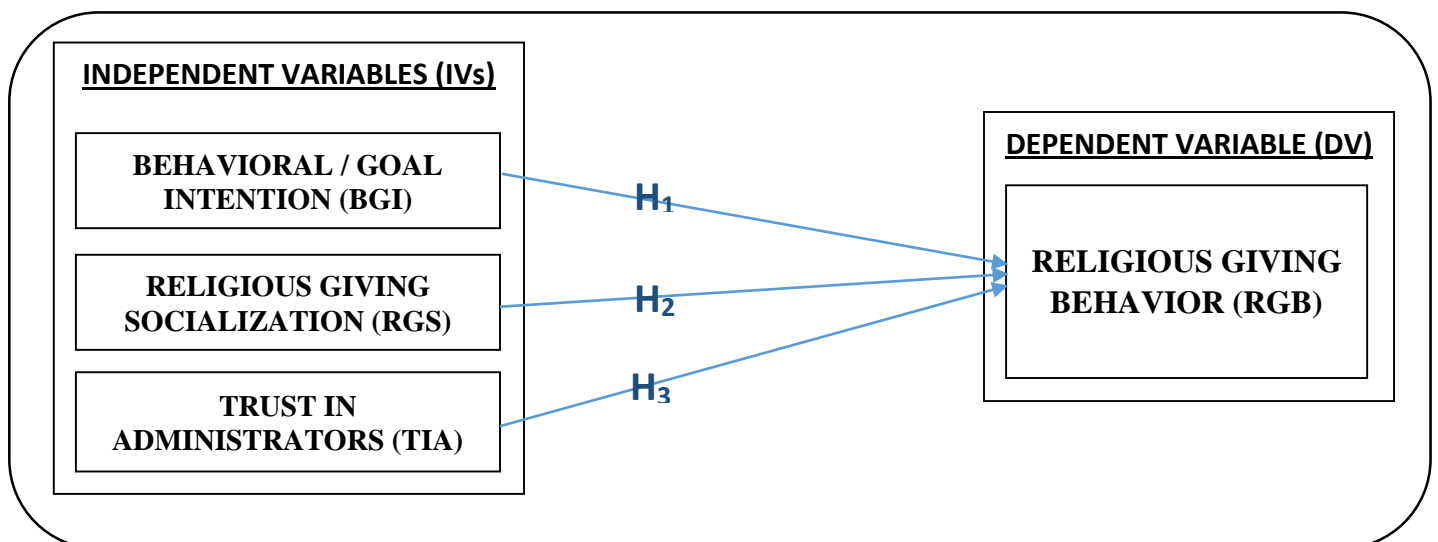 INDEPENDENT VARIABLES (IVs)
BEHAVIORAL / GOAL
INTENTION (BGI)
RELIGIOUS GIVING
SOCIALIZATION (RGS)
TRUST IN
ADMINISTRATORS (TIA)
H₁
H₂
H₃
DEPENDENT VARIABLE (DV)
RELIGIOUS GIVING
BEHAVIOR (RGB)